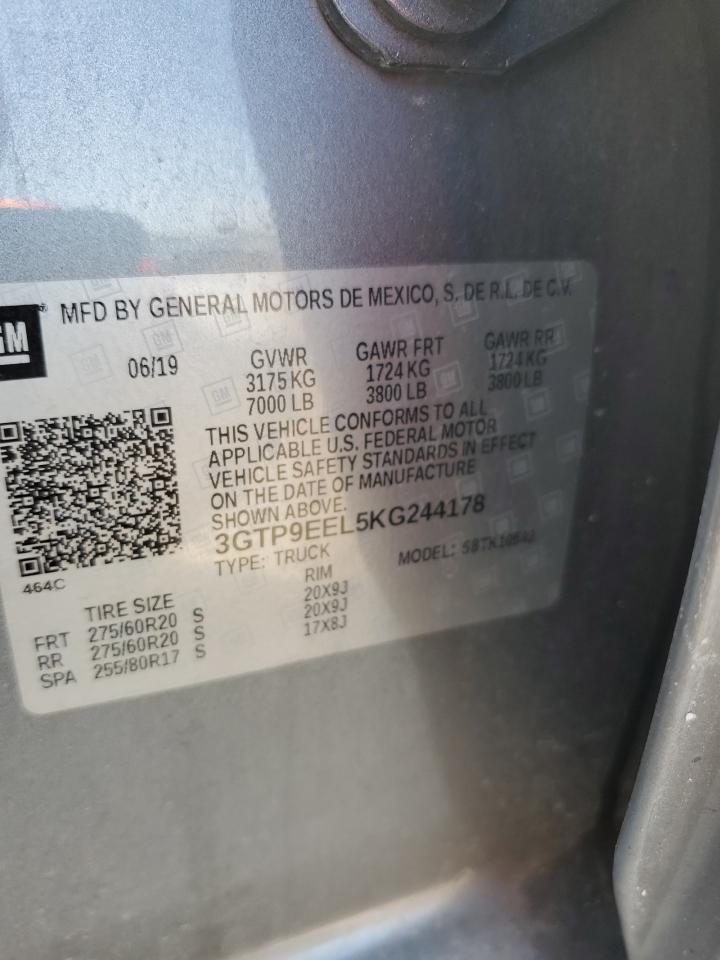 GM
MFD BY GENERAL MOTORS DE MEXICO, S. DE R.L. DE C.V.
06/19 GVWR GAWR FRT GAWR RR
3175 KG 1724 KG 1724 KG
7000 LB 3800 LB 3800 LB
THIS VEHICLE CONFORMS TO ALL
APPLICABLE U.S. FEDERAL MOTOR
VEHICLE SAFETY STANDARDS IN EFFECT
ON THE DATE OF MANUFACTURE
SHOWN ABOVE.
3GTP9EEL5KG244178
TYPE: TRUCK MODEL:
464C
TIRE SIZE RIM
FRT 275/60R20 S 20X9J
RR 275/60R20 S 20X9J
SPA 255/80R17 S 17X8J